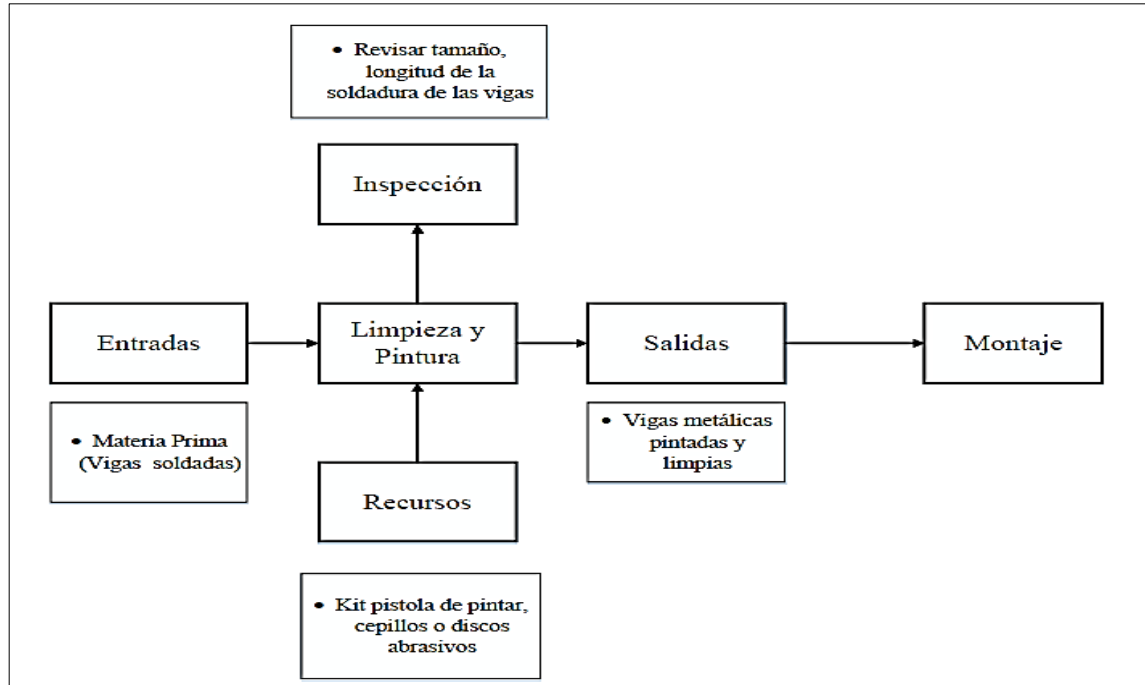 • Revisar tamaño,
longitud de la
soldadura de las vigas
Inspección
Entradas
Limpieza y
Pintura
Salidas
Montaje
• Materia Prima
(Vigas soldadas)
• Vigas metálicas
pintadas y
limpias
Recursos
• Kit pistola de pintar,
cepillos o discos
abrasivos